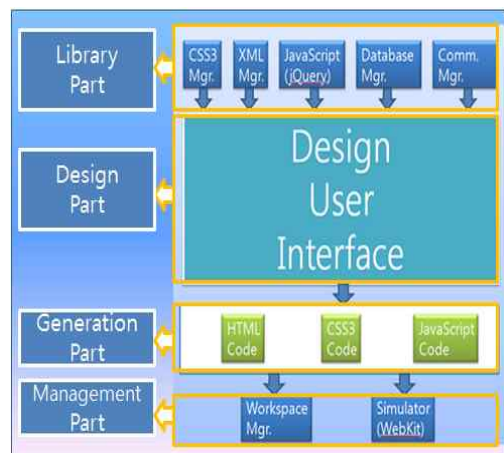 Library
Part
CSS3
Mgr.
XML
Mgr.
JavaScript
(jQuery)
Database
Mgr.
Comm.
Mgr.
Design
Part
Design
User
Interface
Generation
Part
HTML
Code
CSS3
Code
JavaScript
Code
Management
Part
Workspace
Mgr.
Simulator
(WebKit)